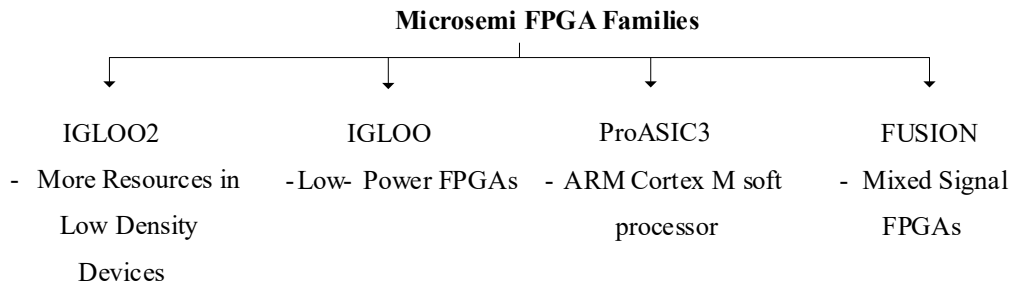 Microsemi FPGA Families
IGLOO2
- More Resources in
Low Density
Devices
IGLOO
-Low- Power FPGAs
ProASIC3
- ARM Cortex M soft
processor
FUSION
- Mixed Signal
FPGAs